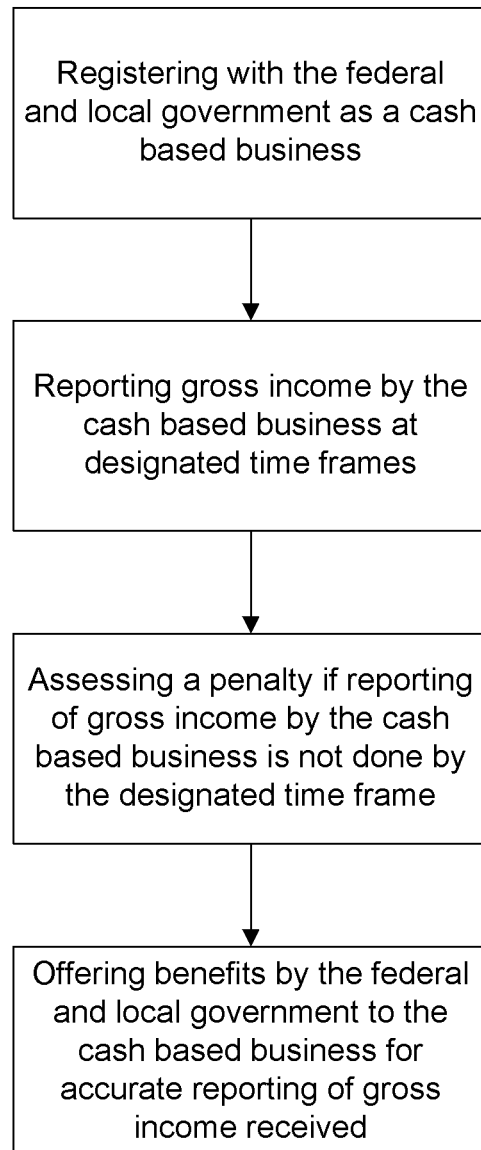 Registering with the federal
and local government as a cash
based business
Reporting gross income by the
cash based business at
designated time frames
Assessing a penalty if reporting
of gross income by the cash
based business is not done by
the designated time frame
Offering benefits by the federal
and local government to the
cash based business for
accurate reporting of gross
income received